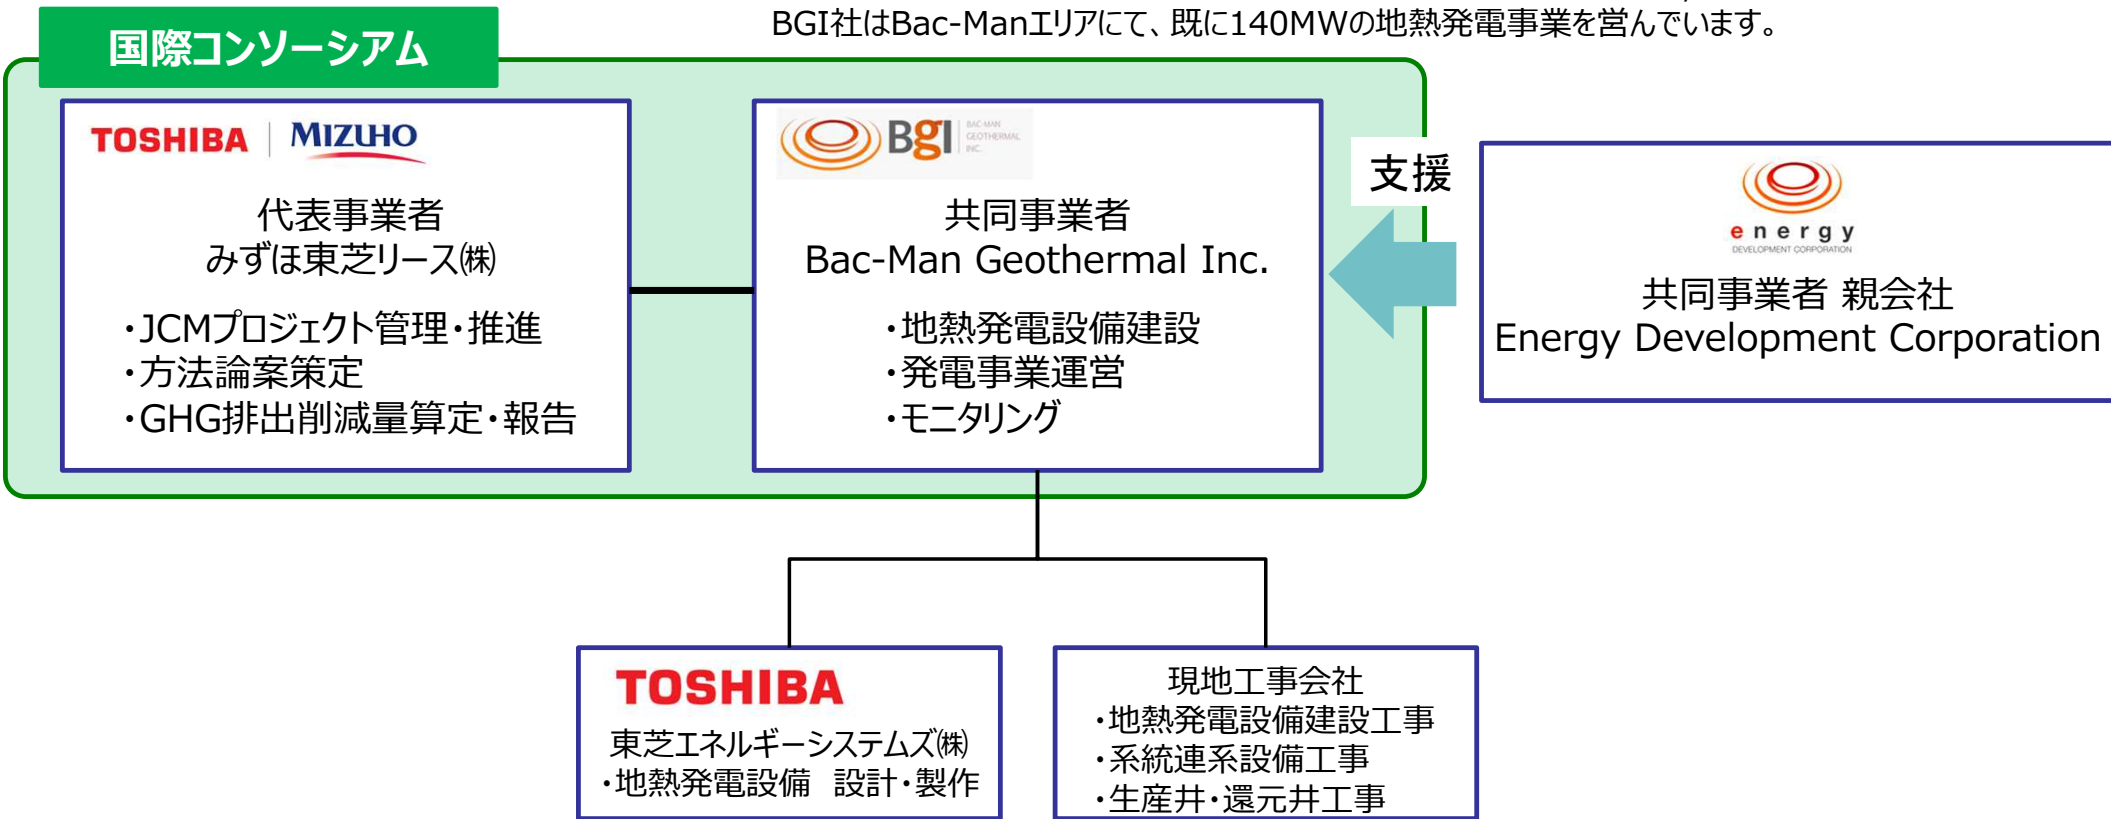 BGI社はBac-Manエリアにて、既に140MWの地熱発電事業を営んでいます。
国際コンソーシアム
TOSHIBA | MIZUHO
代表事業者
みずほ東芝リース㈱
・JCMプロジェクト管理・推進
・方法論案策定
・GHG排出削減量算定・報告
BgI BAC-MAN
GEOTHERMAL
INC.
共同事業者
Bac-Man Geothermal Inc.
・地熱発電設備建設
・発電事業運営
・モニタリング
支援
energy
DEVELOPMENT CORPORATION
共同事業者 親会社
Energy Development Corporation
TOSHIBA
東芝エネルギーシステムズ㈱
・地熱発電設備　設計・製作
現地工事会社
・地熱発電設備建設工事
・系統連系設備工事
・生産井・還元井工事